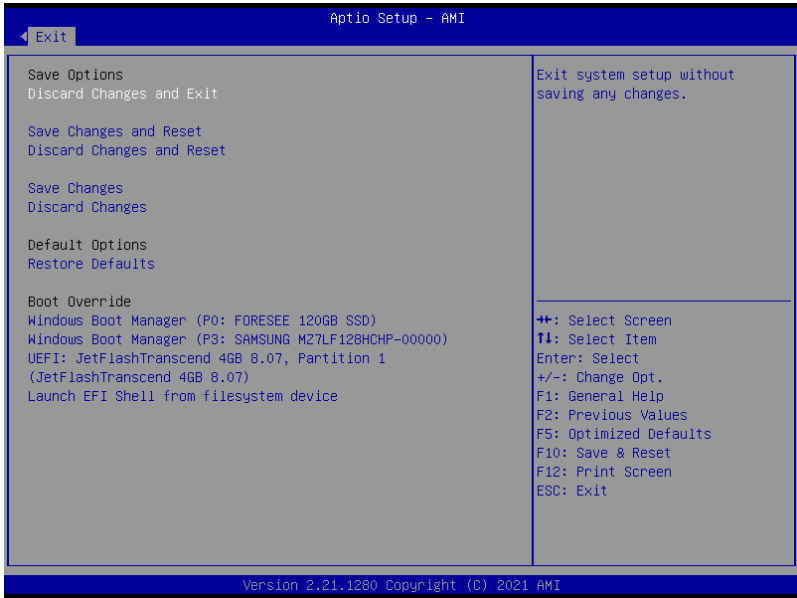 Aptio Setup – AMI
Exit
Save Options
Discard Changes and Exit
Save Changes and Reset
Discard Changes and Reset
Save Changes
Discard Changes
Default Options
Restore Defaults
Boot Override
Windows Boot Manager (P0: FORESEE 120GB SSD)
Windows Boot Manager (P3: SAMSUNG MZ7LF128HCHP-00000)
UEFI: JetFlashTranscend 4GB 8.07, Partition 1
(JetFlashTranscend 4GB 8.07)
Launch EFI Shell from filesystem device
Exit system setup without
saving any changes.
→←: Select Screen
↑↓: Select Item
Enter: Select
+/-: Change Opt.
F1: General Help
F2: Previous Values
F5: Optimized Defaults
F10: Save & Reset
F12: Print Screen
ESC: Exit
Version 2.21.1280 Copyright (C) 2021 AMI